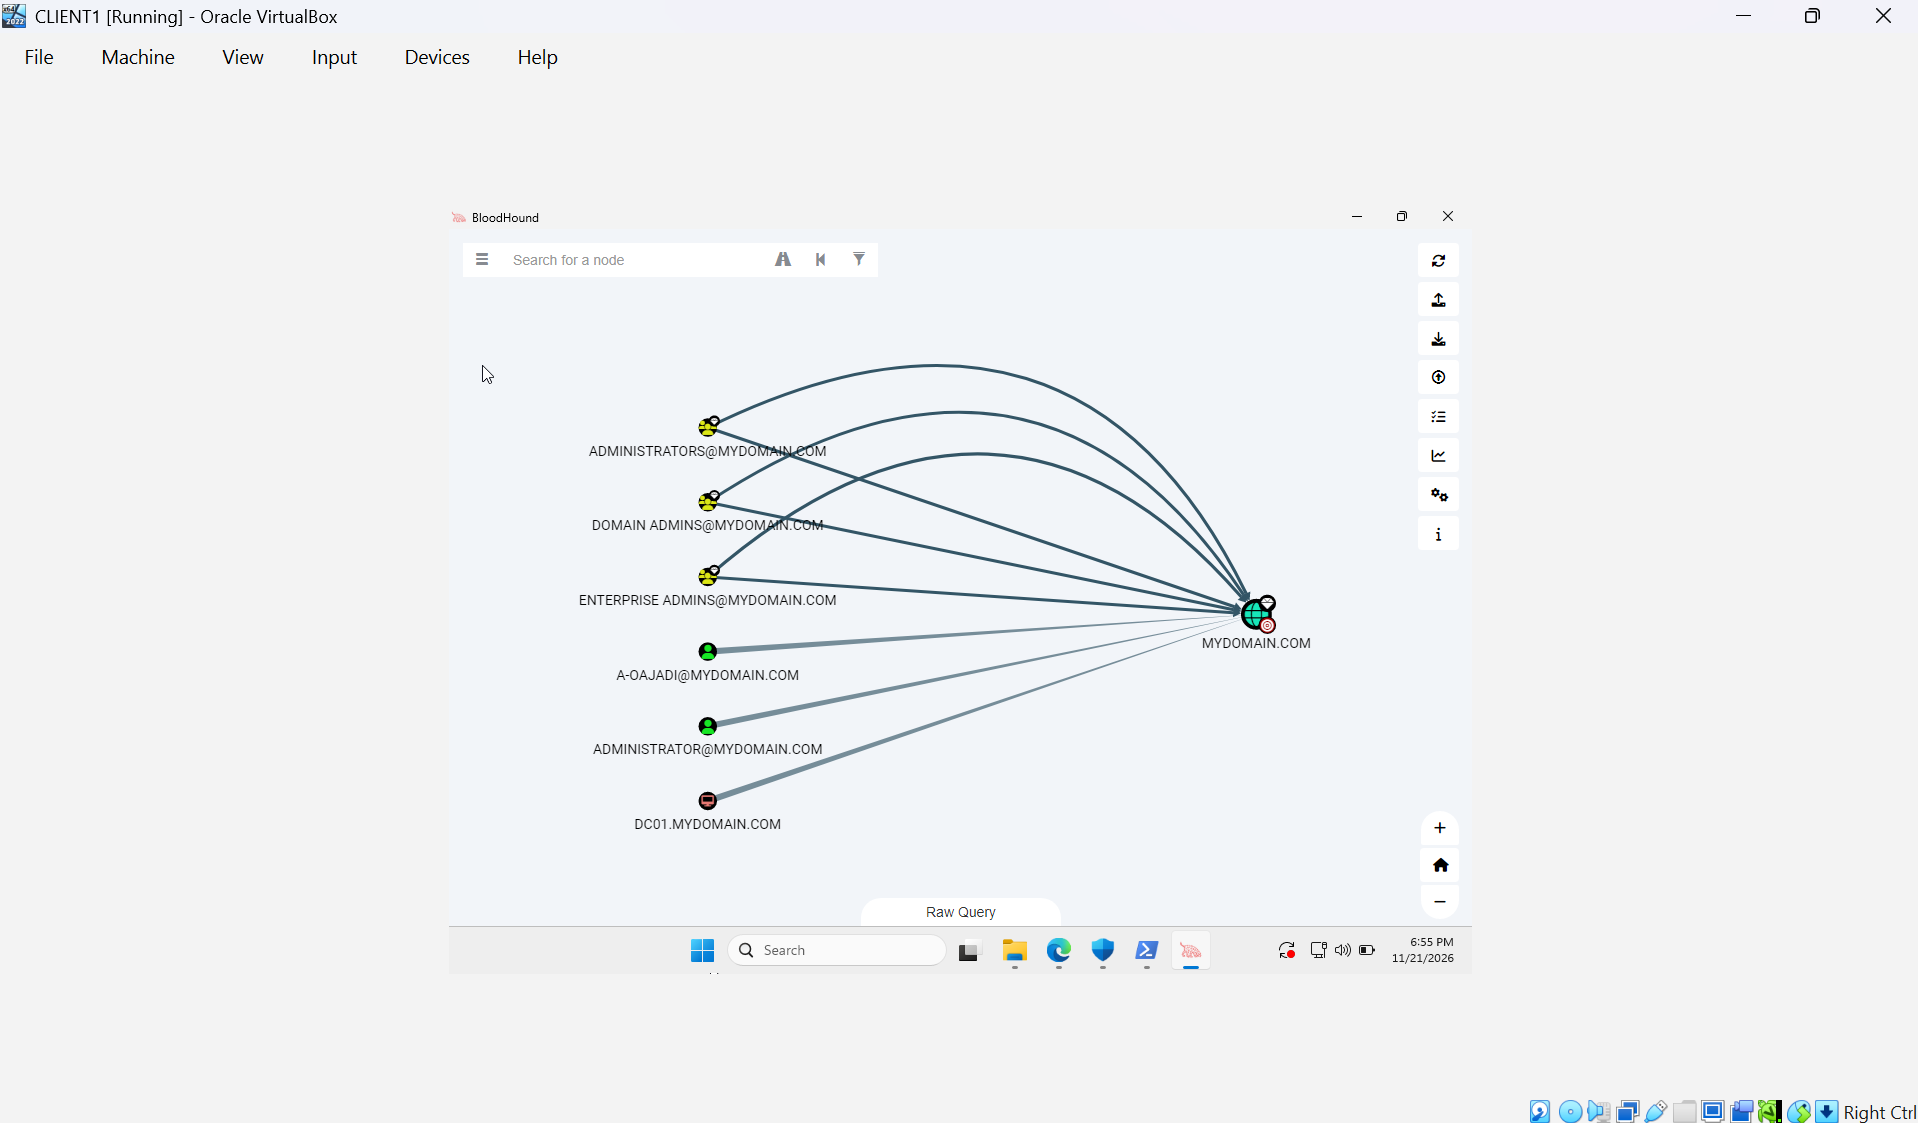 CLIENT1 [Running] - Oracle VirtualBox
File Machine View Input Devices Help
BloodHound
Search for a node
ADMINISTRATORS@MYDOMAIN.COM
DOMAIN ADMINS@MYDOMAIN.COM
ENTERPRISE ADMINS@MYDOMAIN.COM
MYDOMAIN.COM
A-OAJADI@MYDOMAIN.COM
ADMINISTRATOR@MYDOMAIN.COM
DC01.MYDOMAIN.COM
Raw Query
Search
6:55 PM
11/21/2026
Right Ctrl